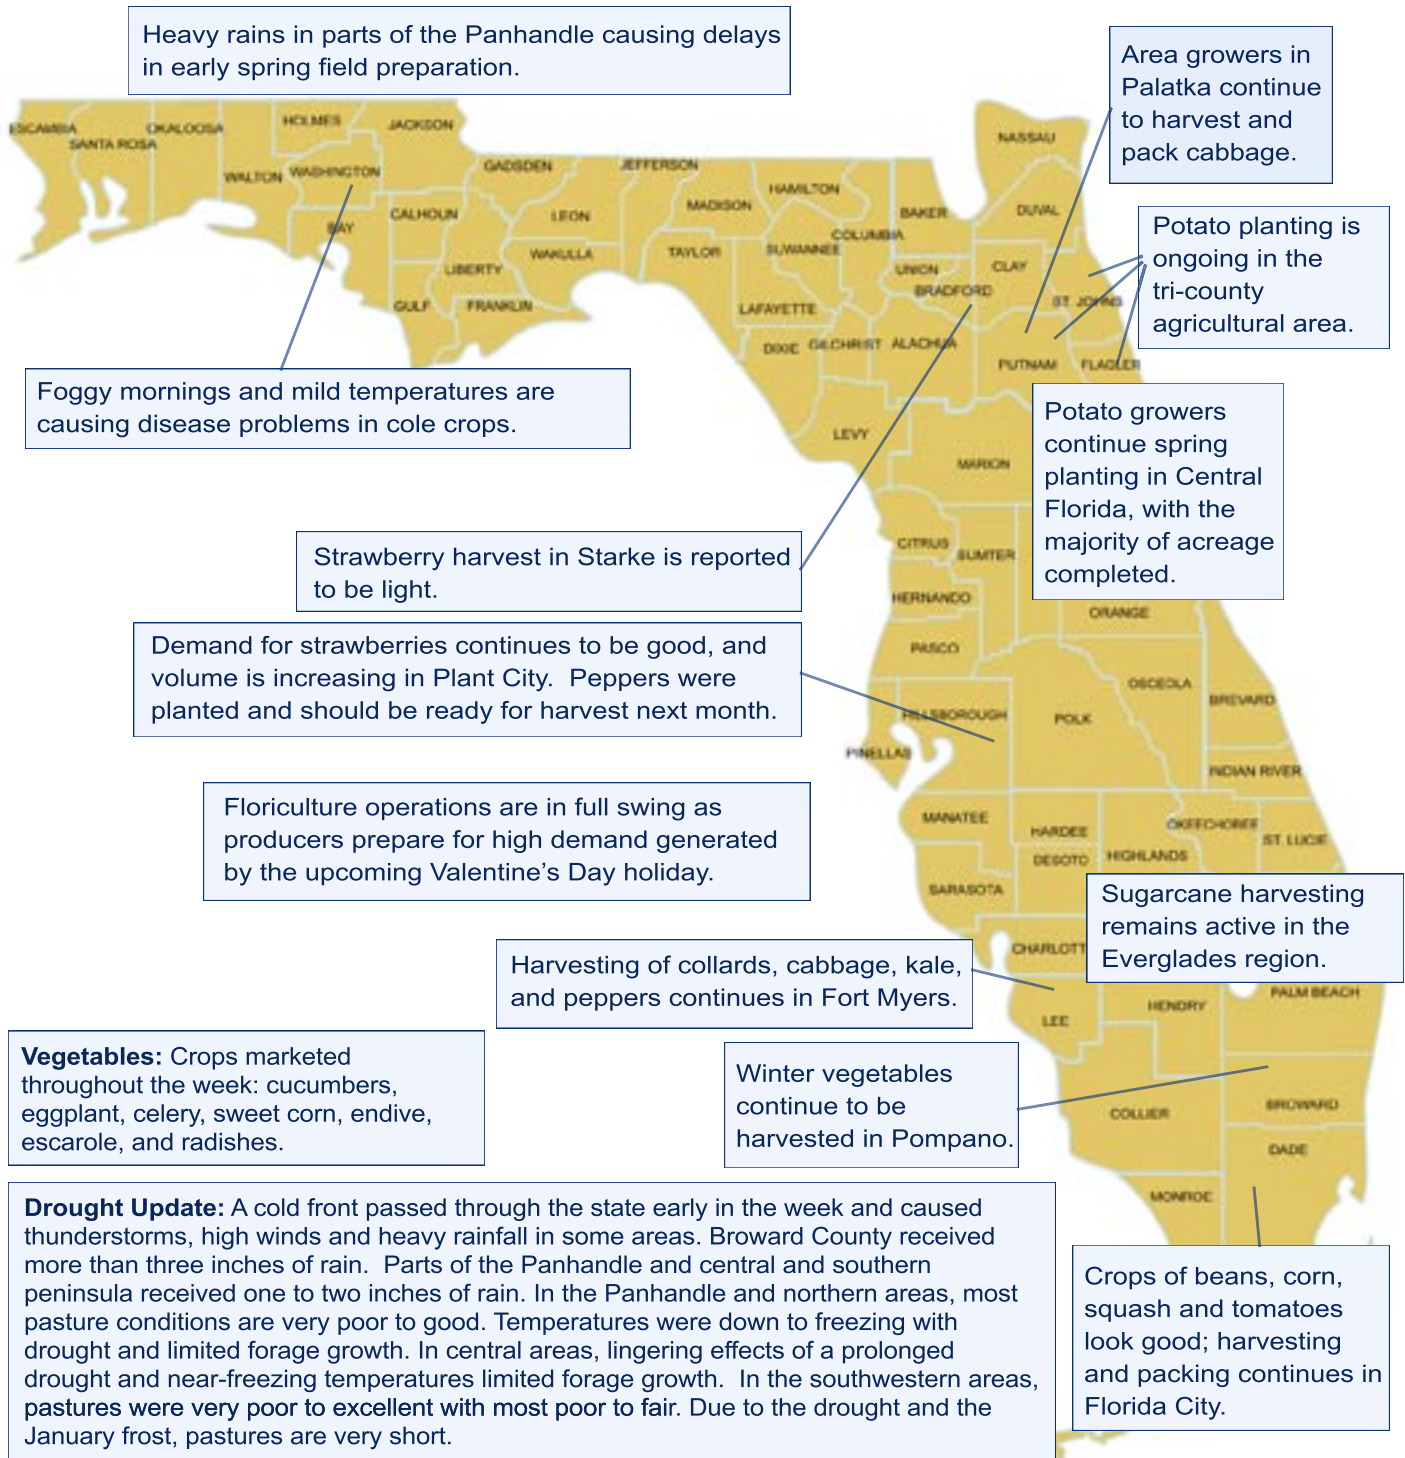 Heavy rains in parts of the Panhandle causing delays
in early spring field preparation.
Area growers in
Palatka continue
to harvest and
pack cabbage.
ESCAMBIA
SANTA ROSA
OKALOOSA
HOLMES
JACKSON
WALTON
WASHINGTON
BAY
CALHOUN
GADSDEN
LEON
LIBERTY
GULF
FRANKLIN
WAKULLA
JEFFERSON
MADISON
TAYLOR
HAMILTON
SUWANNEE
COLUMBIA
LAFAYETTE
DIXIE
GILCHRIST
ALACHUA
BAKER
UNION
BRADFORD
NASSAU
DUVAL
CLAY
ST. JOHNS
PUTNAM
FLAGLER
Potato planting is
ongoing in the
tri-county
agricultural area.
Foggy mornings and mild temperatures are
causing disease problems in cole crops.
Potato growers
continue spring
planting in Central
Florida, with the
majority of acreage
completed.
LEVY
MARION
CITRUS
SUMTER
HERNANDO
PASCO
ORANGE
Strawberry harvest in Starke is reported
to be light.
Demand for strawberries continues to be good, and
volume is increasing in Plant City.  Peppers were
planted and should be ready for harvest next month.
OSCEOLA
BREVARD
HILLSBOROUGH
POLK
PINELLAS
INDIAN RIVER
Floriculture operations are in full swing as
producers prepare for high demand generated
by the upcoming Valentine's Day holiday.
MANATEE
HARDEE
OKEECHOBEE
ST. LUCIE
DESOTO
HIGHLANDS
SARASOTA
Sugarcane harvesting
remains active in the
Everglades region.
CHARLOTT
Harvesting of collards, cabbage, kale,
and peppers continues in Fort Myers.
LEE
HENDRY
PALM BEACH
Vegetables: Crops marketed
throughout the week: cucumbers,
eggplant, celery, sweet corn, endive,
escarole, and radishes.
Winter vegetables
continue to be
harvested in Pompano.
COLLIER
BROWARD
DADE
MONROE
Drought Update: A cold front passed through the state early in the week and caused
thunderstorms, high winds and heavy rainfall in some areas. Broward County received
more than three inches of rain.  Parts of the Panhandle and central and southern
peninsula received one to two inches of rain. In the Panhandle and northern areas, most
pasture conditions are very poor to good. Temperatures were down to freezing with
drought and limited forage growth. In central areas, lingering effects of a prolonged
drought and near-freezing temperatures limited forage growth.  In the southwestern areas,
pastures were very poor to excellent with most poor to fair. Due to the drought and the
January frost, pastures are very short.
Crops of beans, corn,
squash and tomatoes
look good; harvesting
and packing continues in
Florida City.